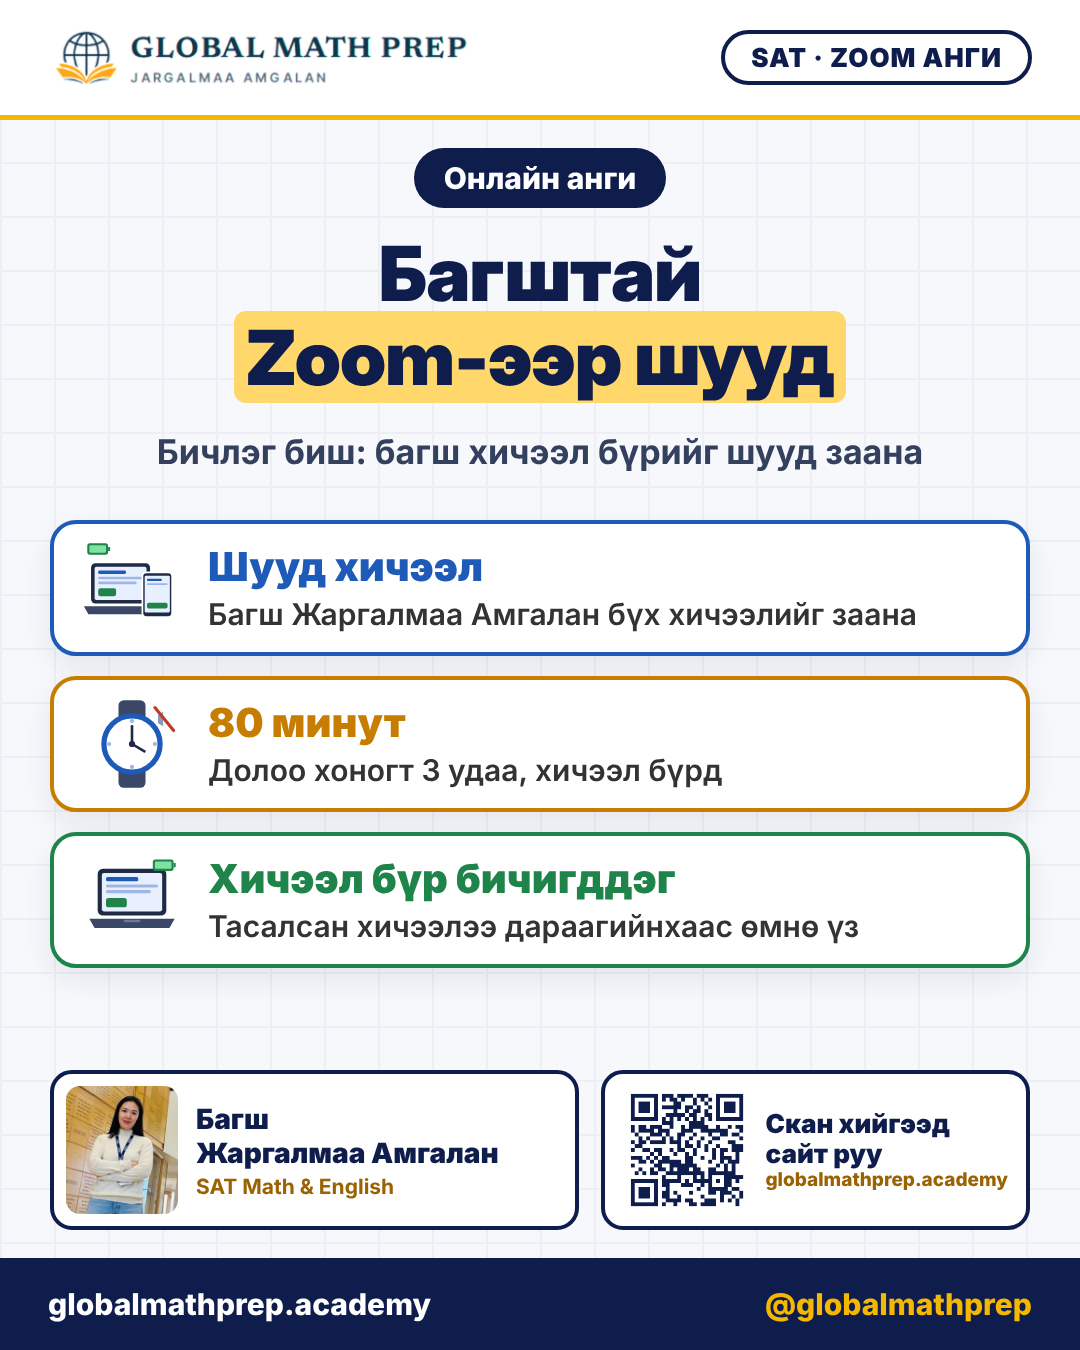 GLOBAL MATH PREP
JARGALMAA AMGALAN
SAT · ZOOM АНГИ
Онлайн анги
Багштай
Zoom-ээр шууд
Бичлэг биш: багш хичээл бүрийг шууд заана
Шууд хичээл
Багш Жаргалмаа Амгалан бүх хичээлийг заана
80 минут
Долоо хоногт 3 удаа, хичээл бүрд
Хичээл бүр бичигддэг
Тасалсан хичээлээ дараагийнхаас өмнө үз
Багш
Жаргалмаа Амгалан
SAT Math & English
Скан хийгээд
сайт руу
globalmathprep.academy
globalmathprep.academy
@globalmathprep